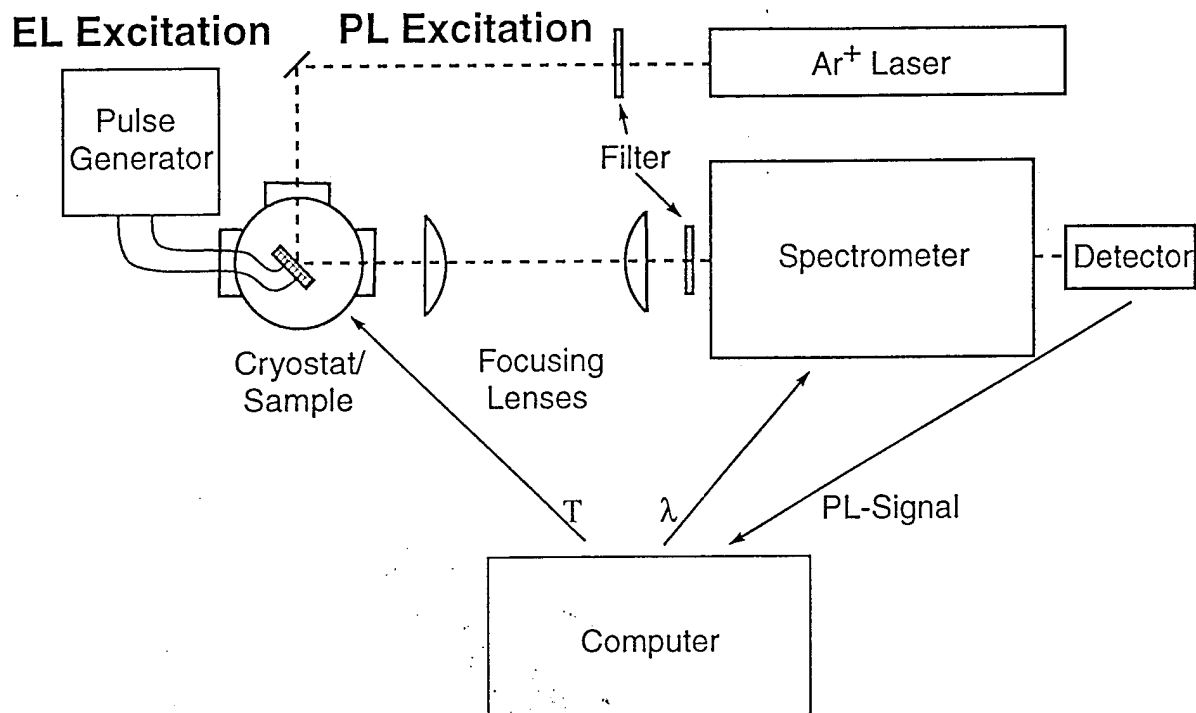 EL Excitation
PL Excitation
Ar+ Laser
Pulse
Generator
Filter
Spectrometer
Detector
Cryostat/
Sample
Focusing
Lenses
T
λ
PL-Signal
Computer